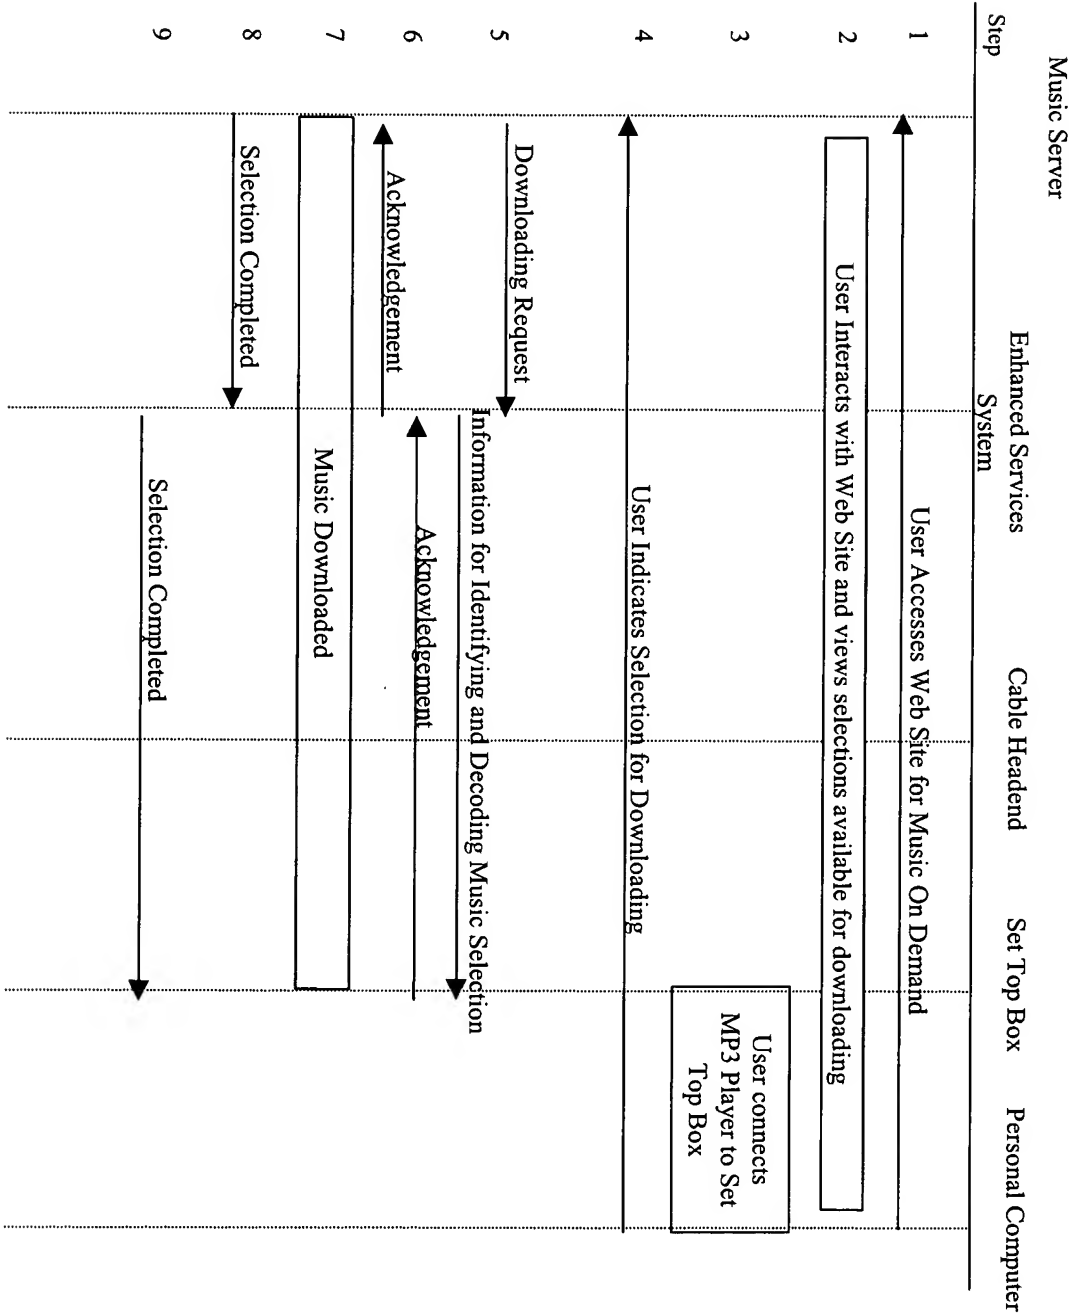 Music Server
Enhanced Services
System
Cable Headend
Set Top Box
Personal Computer
Step
1
User Accesses Web Site for Music On Demand
2
User Interacts with Web Site and views selections available for downloading
3
User connects
MP3 Player to Set
Top Box
4
User Indicates Selection for Downloading
5
Downloading Request
Information for Identifying and Decoding Music Selection
6
Acknowledgement
Acknowledgement
7
Music Downloaded
8
Selection Completed
9
Selection Completed